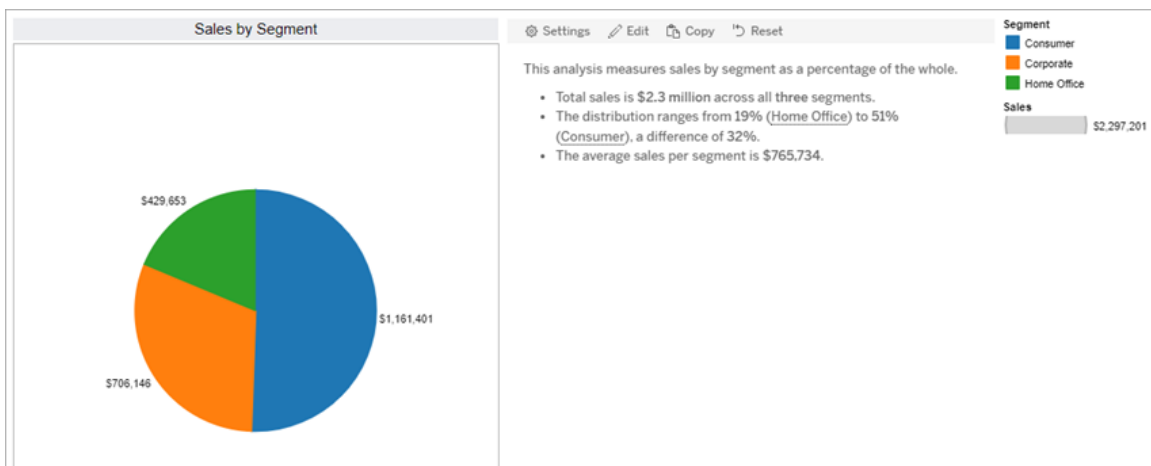 Sales by Segment
$429,653
$1,161,401
$706,146
Settings Edit Copy Reset
This analysis measures sales by segment as a percentage of the whole.
• Total sales is $2.3 million across all three segments.
• The distribution ranges from 19% (Home Office) to 51%
(Consumer), a difference of 32%.
• The average sales per segment is $765,734.
Segment
Consumer
Corporate
Home Office
Sales
$2,297,201